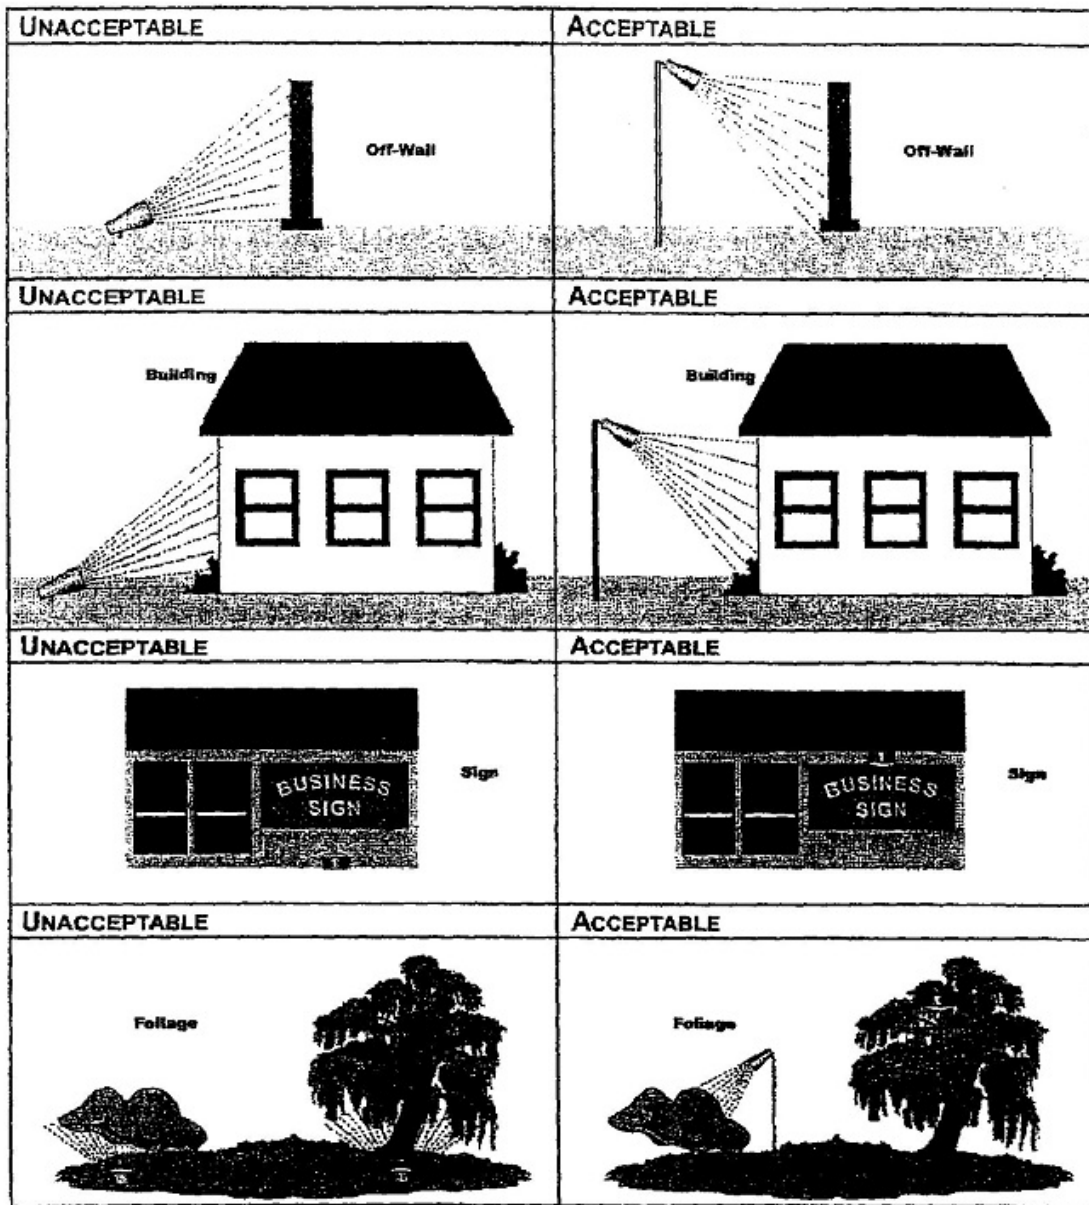 UNACCEPTABLE
ACCEPTABLE
Off-Wall
Off-Wall
UNACCEPTABLE
ACCEPTABLE
Building
Building
UNACCEPTABLE
ACCEPTABLE
BUSINESS
SIGN
Sign
BUSINESS
SIGN
Sign
UNACCEPTABLE
ACCEPTABLE
Foliage
Foliage